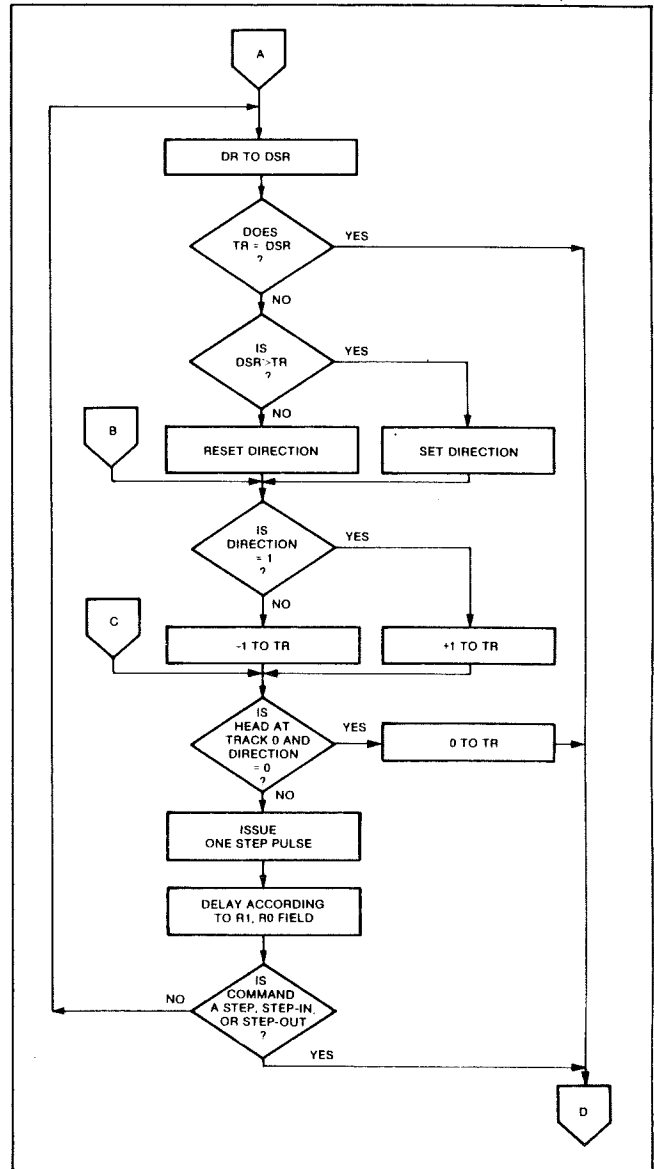 A
DR TO DSR
DOES
TR = DSR
?
YES
NO
IS
DSR>TR
?
YES
NO
B
RESET DIRECTION
SET DIRECTION
IS
DIRECTION
= 1
?
YES
NO
C
-1 TO TR
+1 TO TR
IS
HEAD AT
TRACK 0 AND
DIRECTION
= 0
?
YES
0 TO TR
NO
ISSUE
ONE STEP PULSE
DELAY ACCORDING
TO R1, R0 FIELD
IS
COMMAND
A STEP, STEP-IN,
OR STEP-OUT
?
NO
YES
D